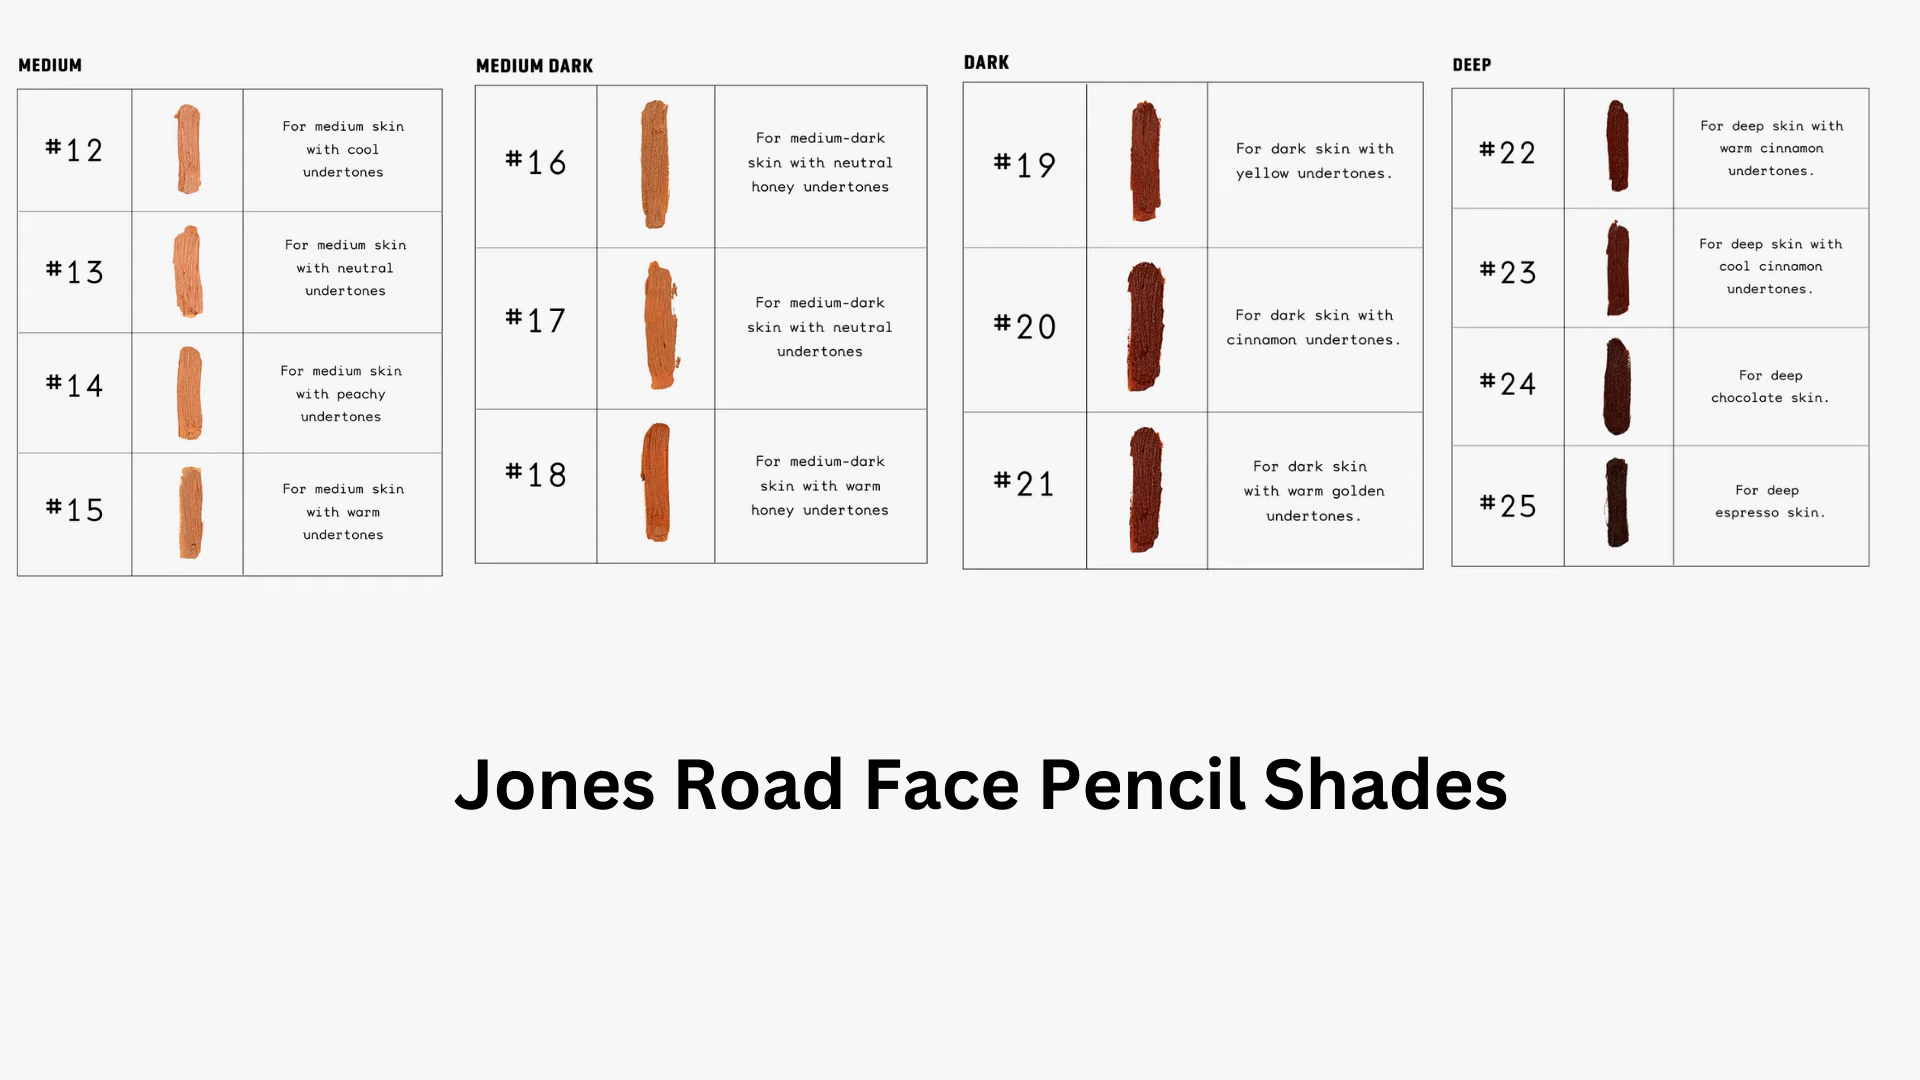 MEDIUM
#12
For medium skin
with cool
undertones
#13
For medium skin
with neutral
undertones
#14
For medium skin
with peachy
undertones
#15
For medium skin
with warm
undertones
MEDIUM DARK
#16
For medium-dark
skin with neutral
honey undertones
#17
For medium-dark
skin with neutral
undertones
#18
For medium-dark
skin with warm
honey undertones
DARK
#19
For dark skin with
yellow undertones.
#20
For dark skin with
cinnamon undertones.
#21
For dark skin
with warm golden
undertones.
DEEP
#22
For deep skin with
warm cinnamon
undertones.
#23
For deep skin with
cool cinnamon
undertones.
#24
For deep
chocolate skin.
#25
For deep
espresso skin.
Jones Road Face Pencil Shades